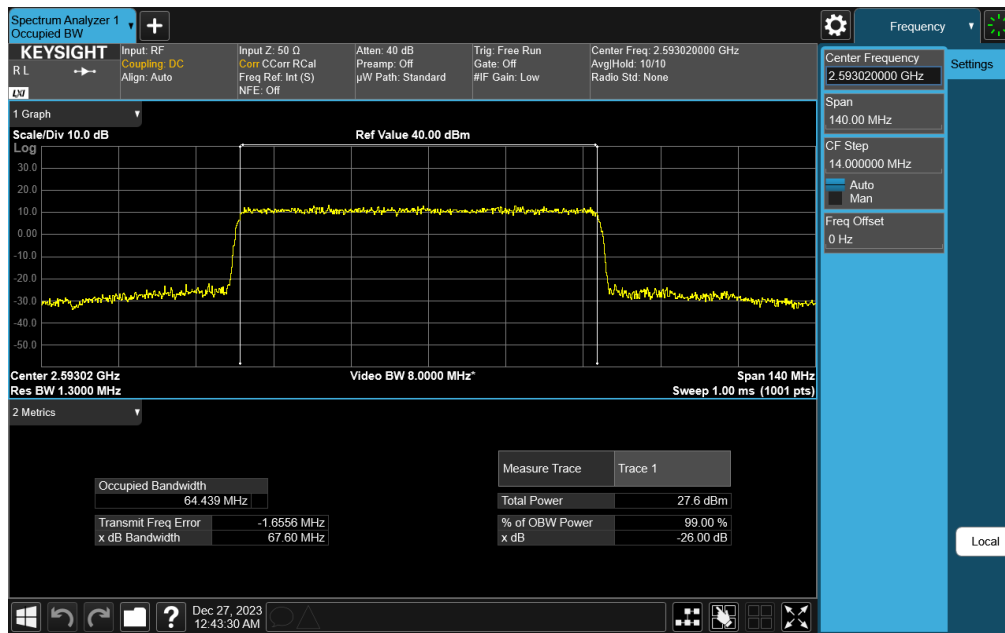 Spectrum Analyzer 1
Occupied BW
Frequency
KEYSIGHT
R L
LXI
Input: RF
Coupling: DC
Align: Auto
Input Z: 50 Ω
Corr CCorr RCal
Freq Ref: Int (S)
NFE: Off
Atten: 40 dB
Preamp: Off
µW Path: Standard
Trig: Free Run
Gate: Off
#IF Gain: Low
Center Freq: 2.593020000 GHz
Avg|Hold: 10/10
Radio Std: None
Center Frequency
2.593020000 GHz
Settings
Span
140.00 MHz
CF Step
14.000000 MHz
Auto
Man
Freq Offset
0 Hz
Local
1 Graph
Scale/Div 10.0 dB
Ref Value 40.00 dBm
Log
30.0
20.0
10.0
0.00
-10.0
-20.0
-30.0
-40.0
-50.0
Center 2.59302 GHz
Video BW 8.0000 MHz*
Span 140 MHz
Res BW 1.3000 MHz
Sweep 1.00 ms (1001 pts)
2 Metrics
Occupied Bandwidth
64.439 MHz
Transmit Freq Error -1.6556 MHz
x dB Bandwidth 67.60 MHz
Measure Trace Trace 1
Total Power 27.6 dBm
% of OBW Power 99.00 %
x dB -26.00 dB
?
Dec 27, 2023
12:43:30 AM